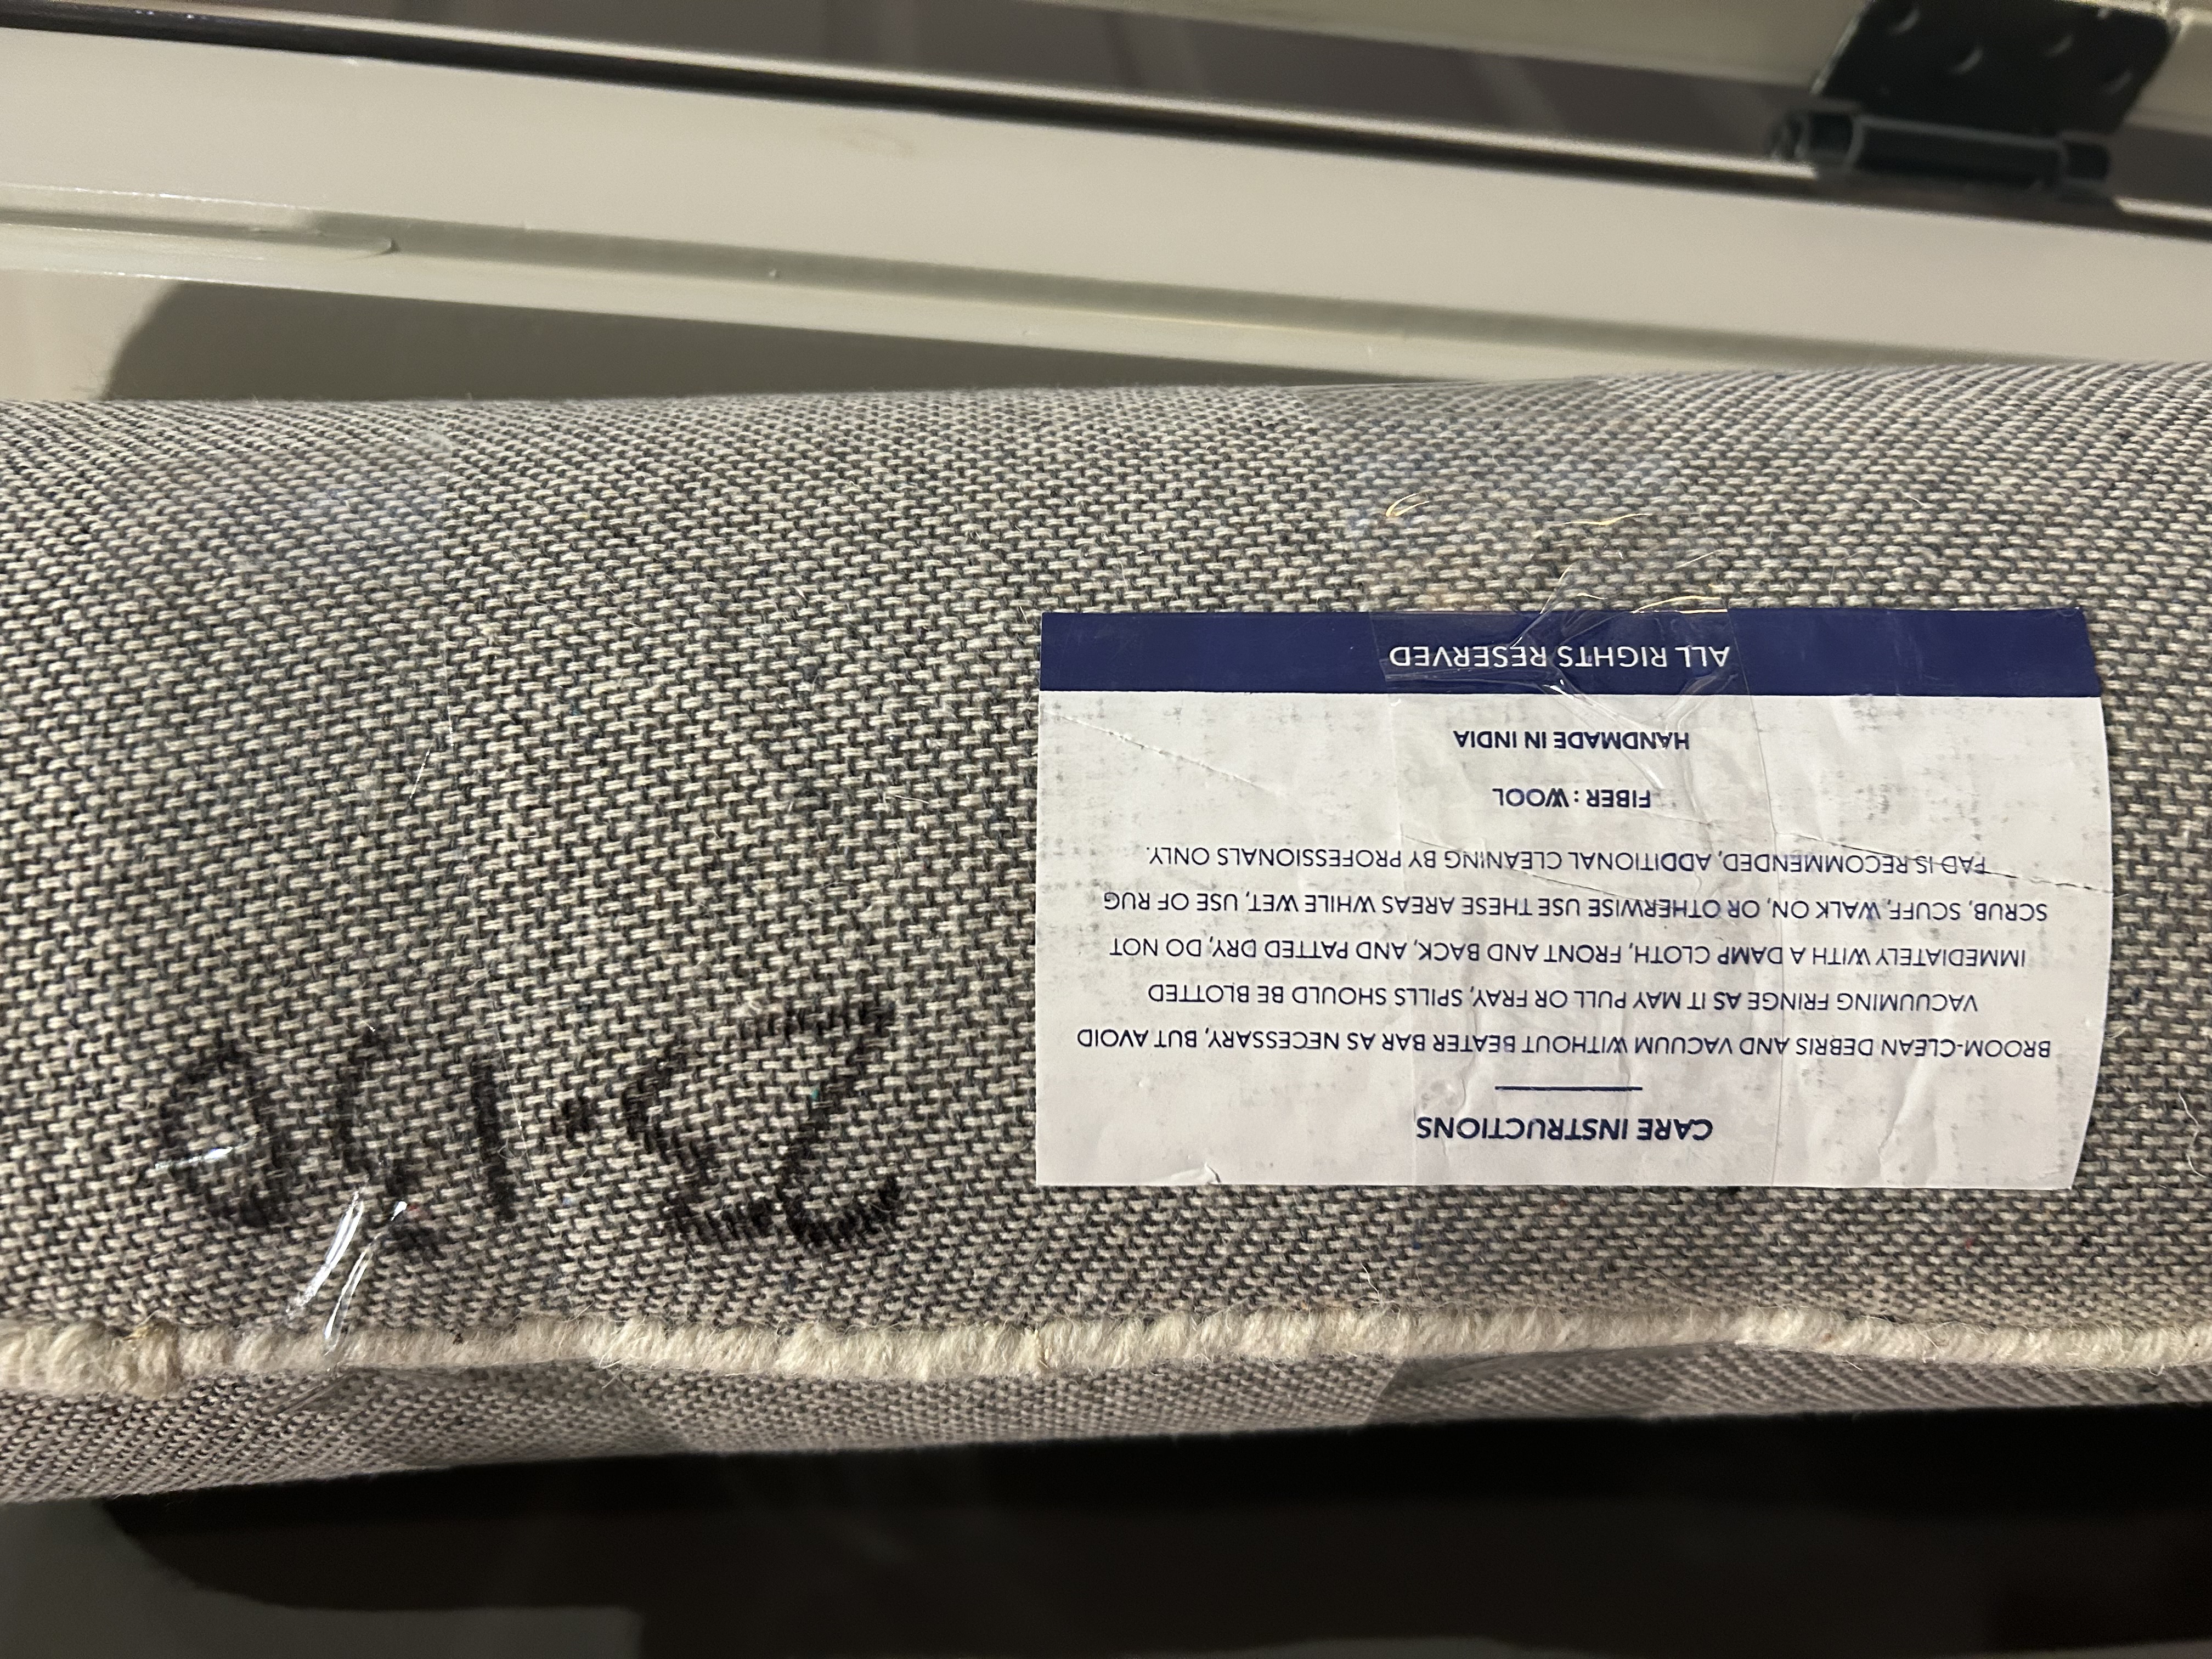 CARE INSTRUCTIONS
BROOM-CLEAN DEBRIS AND VACUUM WITHOUT BEATER BAR AS NECESSARY, BUT AVOID
VACUUMING FRINGE AS IT MAY PULL OR FRAY, SPILLS SHOULD BE BLOTTED
IMMEDIATELY WITH A DAMP CLOTH, FRONT AND BACK, AND PATTED DRY, DO NOT
SCRUB, SCUFF, WALK ON, OR OTHERWISE USE THESE AREAS WHILE WET, USE OF RUG
PAD IS RECOMMENDED, ADDITIONAL CLEANING BY PROFESSIONALS ONLY.
FIBER : WOOL
HANDMADE IN INDIA
ALL RIGHTS RESERVED